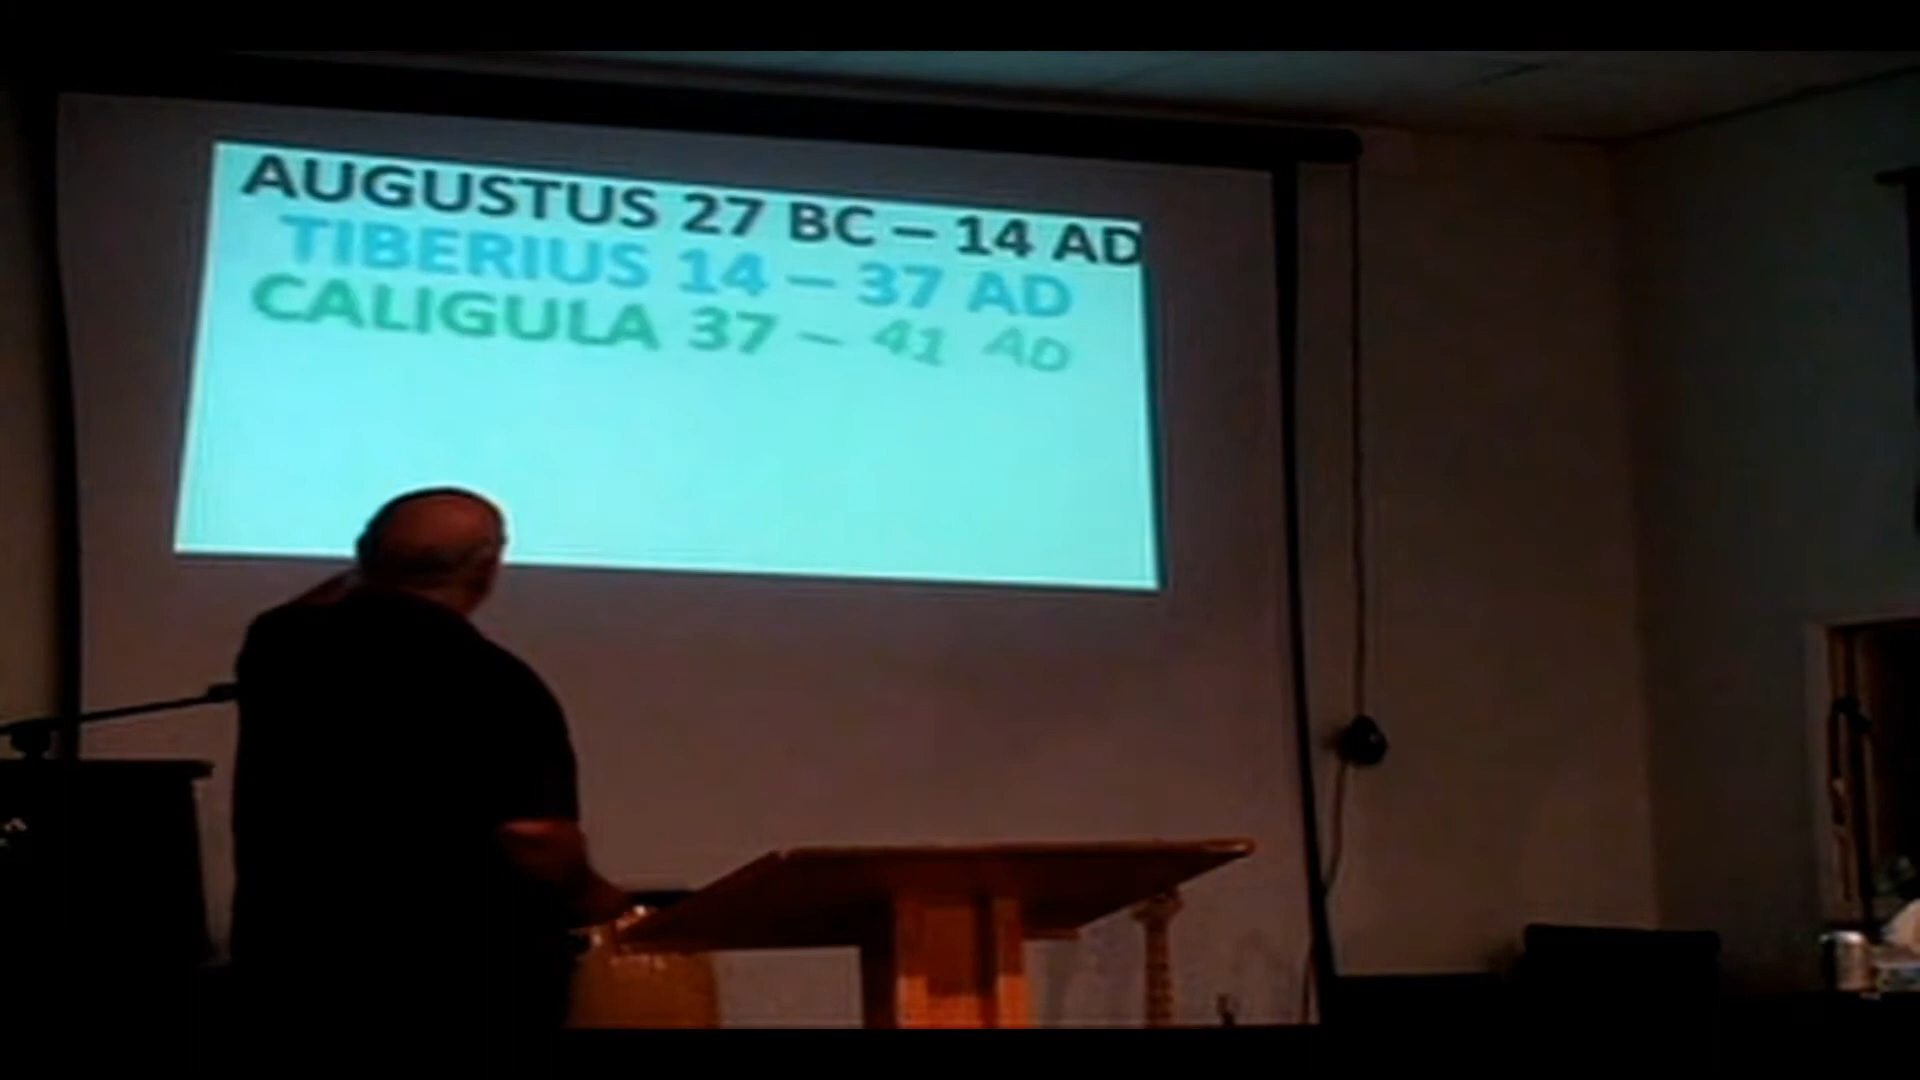 AUGUSTUS 27 BC – 14 AD
TIBERIUS 14 – 37 AD
CALIGULA 37 – 41 AD